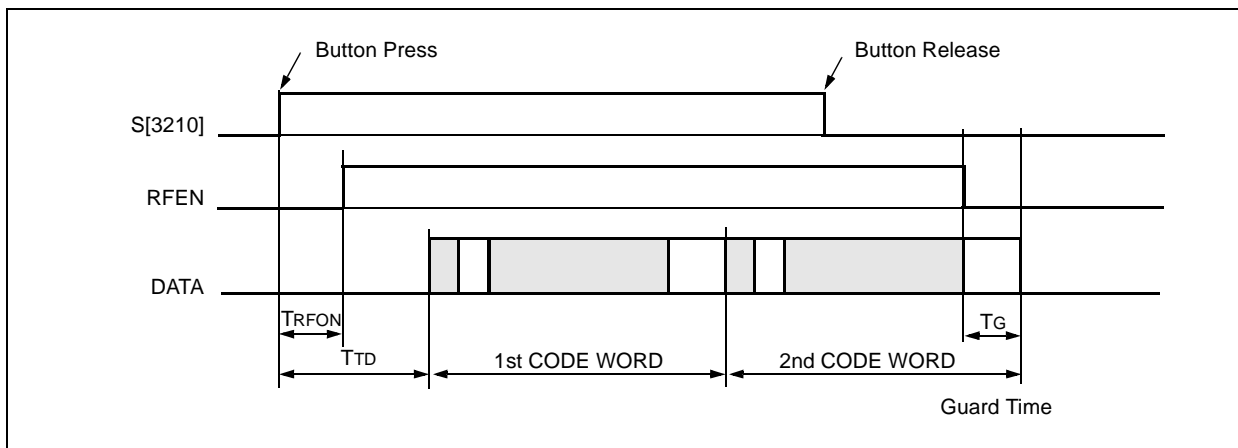 Button Press
Button Release
S[3210]
RFEN
DATA
TRFON
TG
TTD
1st CODE WORD
2nd CODE WORD
Guard Time